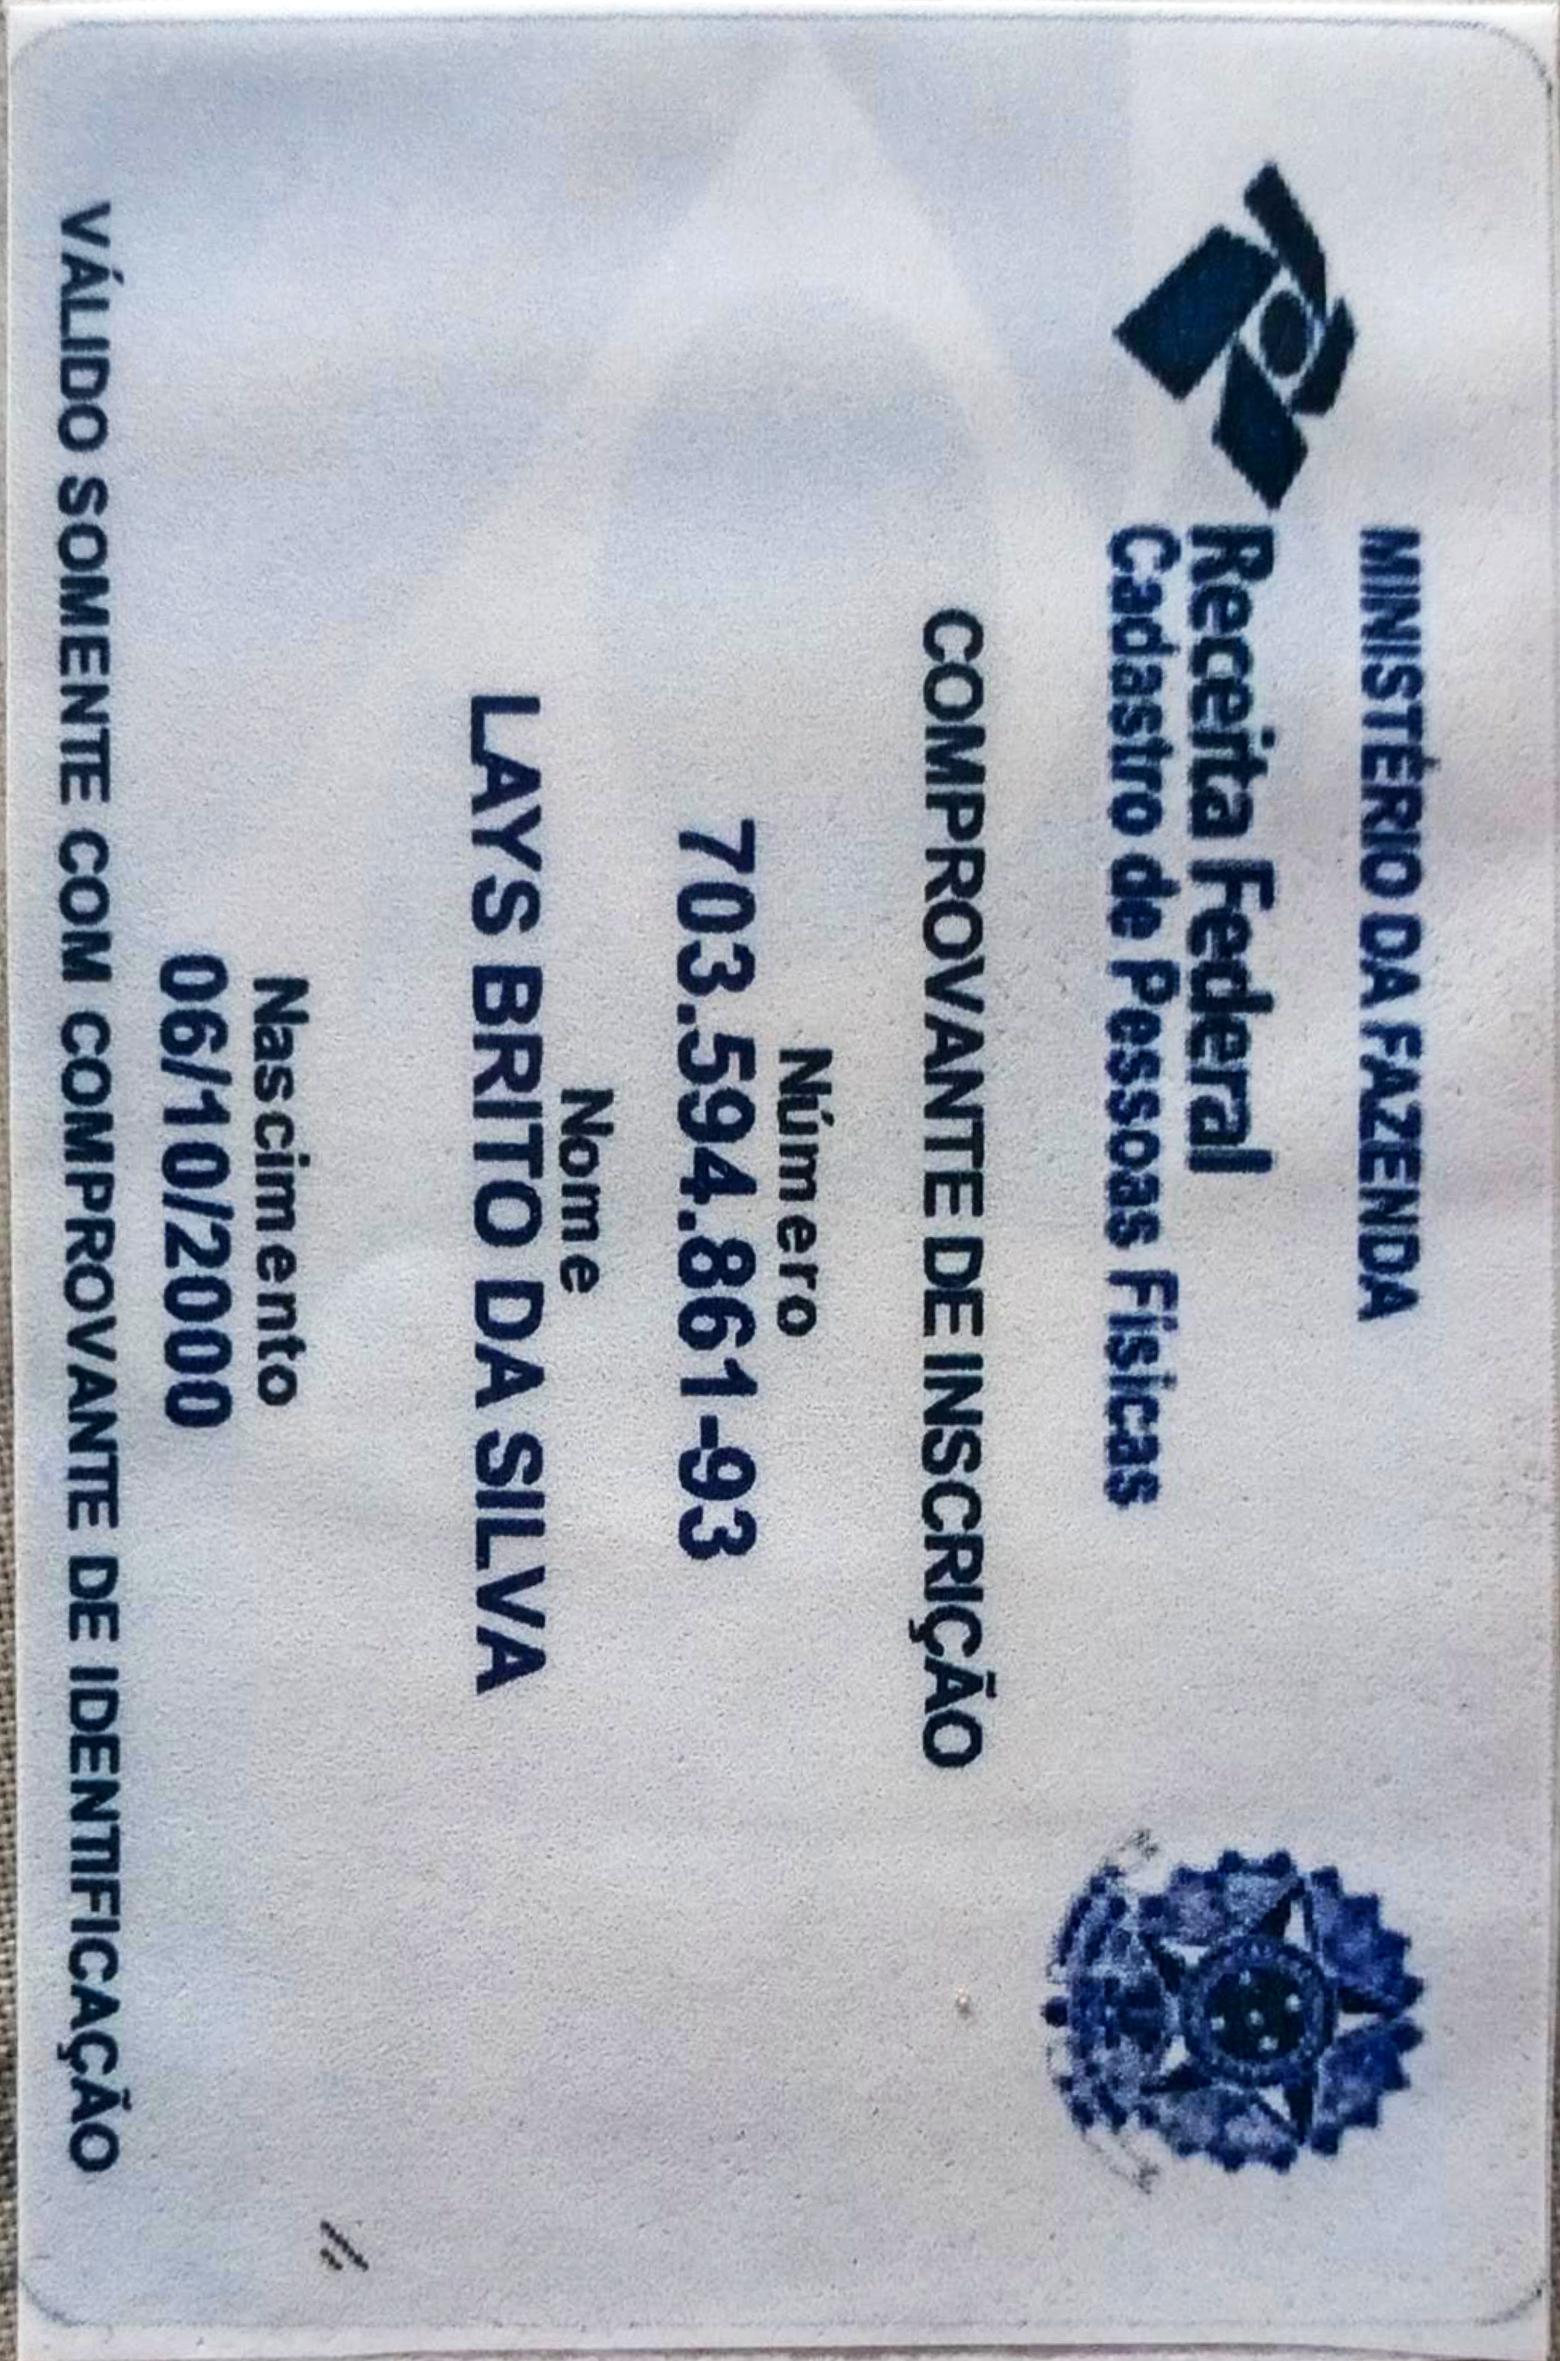 MINISTÉRIO DA FAZENDA
Receita Federal
Cadastro de Pessoas Físicas
COMPROVANTE DE INSCRIÇÃO
Número
703.594.861-93
Nome
LAYS BRITO DA SILVA
Nascimento
06/10/2000
VÁLIDO SOMENTE COM COMPROVANTE DE IDENTIFICAÇÃO